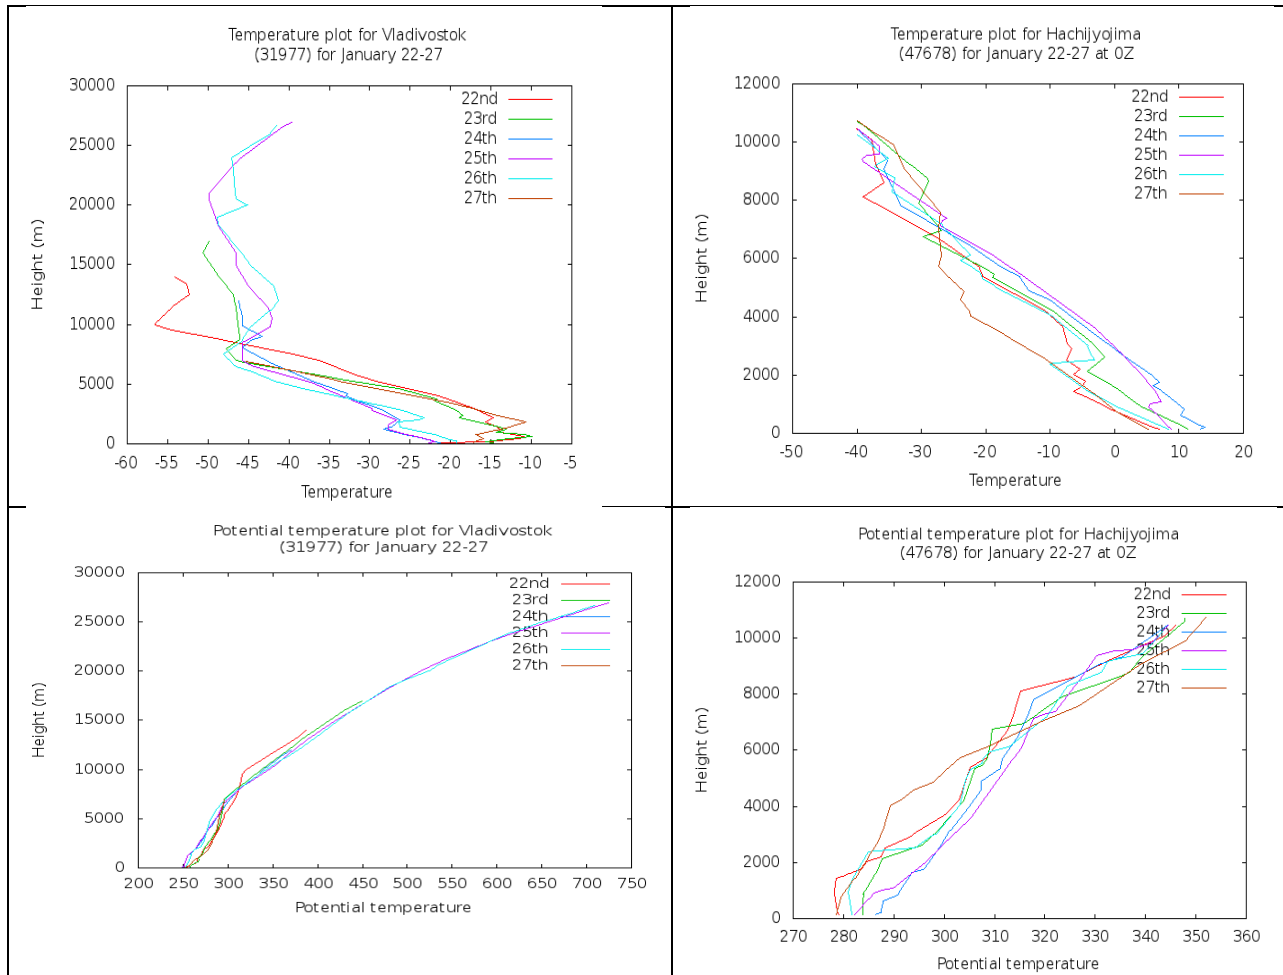 Temperature plot for Vladivostok
(31977) for January 22-27
30000
25000
20000
15000
10000
5000
0
Height (m)
22nd
23rd
24th
25th
26th
27th
-60 -55 -50 -45 -40 -35 -30 -25 -20 -15 -10 -5
Temperature
Temperature plot for Hachijyojima
(47678) for January 22-27 at 0Z
12000
10000
8000
6000
4000
2000
0
Height (m)
22nd
23rd
24th
25th
26th
27th
-50 -40 -30 -20 -10 0 10 20
Temperature
Potential temperature plot for Vladivostok
(31977) for January 22-27
30000
25000
20000
15000
10000
5000
0
Height (m)
22nd
23rd
24th
25th
26th
27th
200 250 300 350 400 450 500 550 600 650 700 750
Potential temperature
Potential temperature plot for Hachijyojima
(47678) for January 22-27 at 0Z
12000
10000
8000
6000
4000
2000
0
Height (m)
22nd
23rd
24th
25th
26th
27th
270 280 290 300 310 320 330 340 350 360
Potential temperature